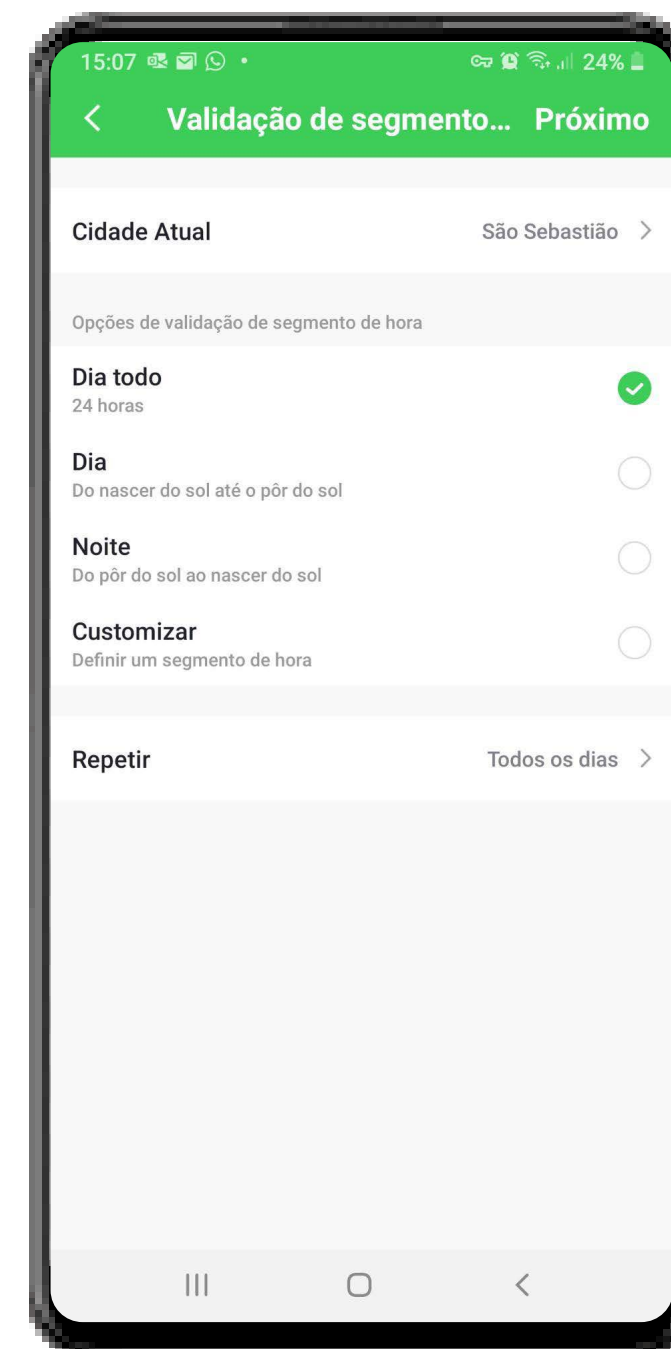 15:07
24%
Validação de segmento... Próximo
Cidade Atual São Sebastião
Opções de validação de segmento de hora
Dia todo
24 horas
Dia
Do nascer do sol até o pôr do sol
Noite
Do pôr do sol ao nascer do sol
Customizar
Definir um segmento de hora
Repetir Todos os dias